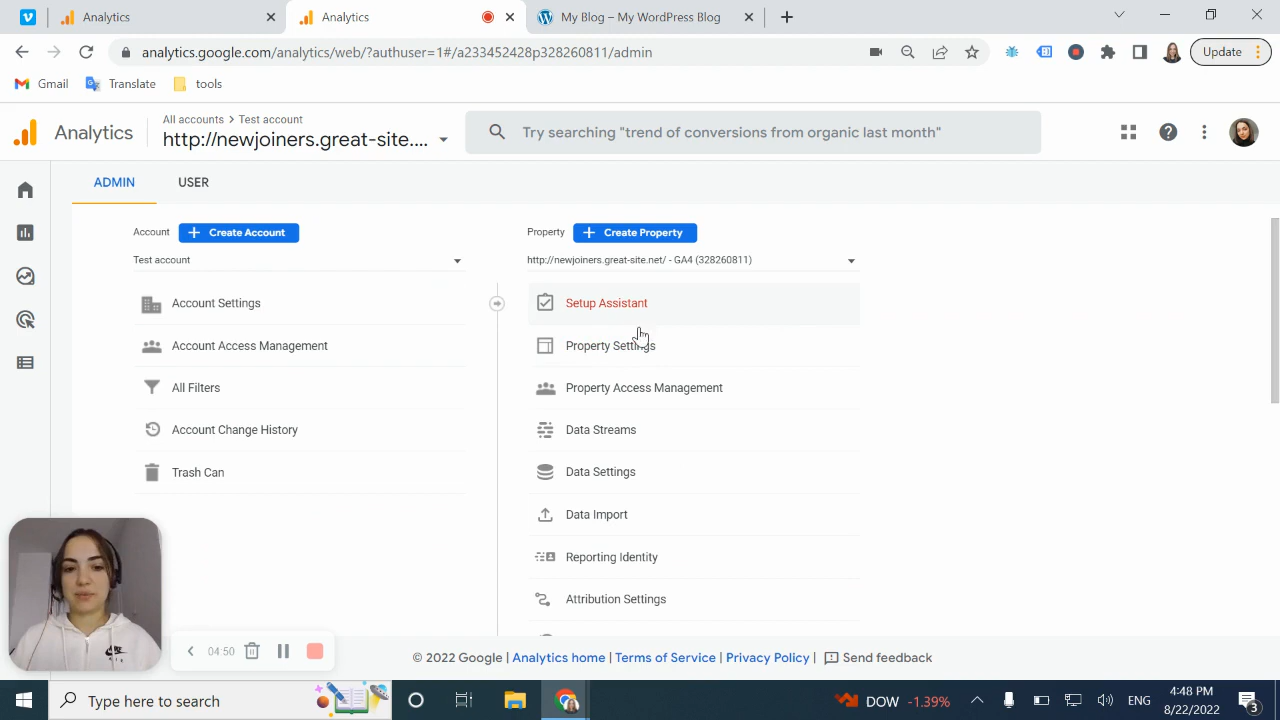 Analytics
Analytics
My Blog – My WordPress Blog
analytics.google.com/analytics/web/?authuser=1#/a233452428p328260811/admin
Update
Gmail
Translate
tools
Analytics
All accounts > Test account
http://newjoiners.great-site....
Try searching "trend of conversions from organic last month"
ADMIN
USER
Account
+ Create Account
Property
+ Create Property
Test account
http://newjoiners.great-site.net/ - GA4 (328260811)
Account Settings
Account Access Management
All Filters
Account Change History
Trash Can
Setup Assistant
Property Settings
Property Access Management
Data Streams
Data Settings
Data Import
Reporting Identity
Attribution Settings
04:50
© 2022 Google | Analytics home | Terms of Service | Privacy Policy | Send feedback
Type here to search
DOW -1.39%
ENG
4:48 PM
8/22/2022
3